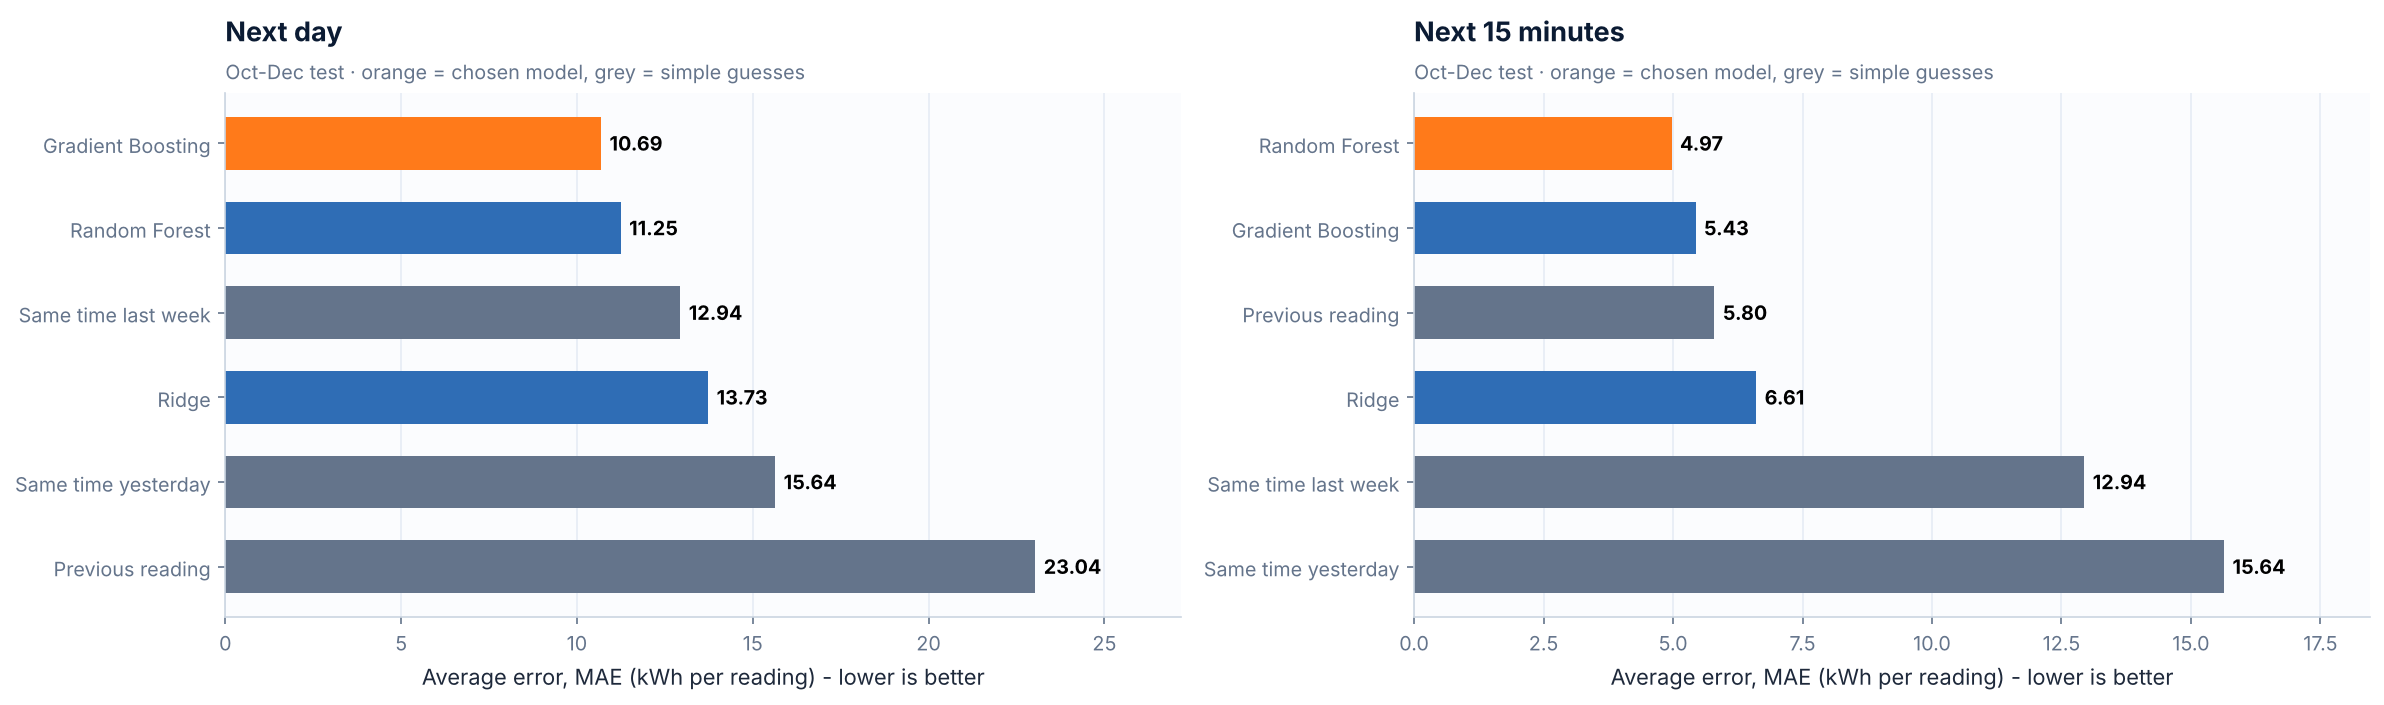 Next day
Oct-Dec test · orange = chosen model, grey = simple guesses
Gradient Boosting
10.69
Random Forest
11.25
Same time last week
12.94
Ridge
13.73
Same time yesterday
15.64
Previous reading
23.04
0 5 10 15 20 25
Average error, MAE (kWh per reading) - lower is better
Next 15 minutes
Oct-Dec test · orange = chosen model, grey = simple guesses
Random Forest
4.97
Gradient Boosting
5.43
Previous reading
5.80
Ridge
6.61
Same time last week
12.94
Same time yesterday
15.64
0.0 2.5 5.0 7.5 10.0 12.5 15.0 17.5
Average error, MAE (kWh per reading) - lower is better